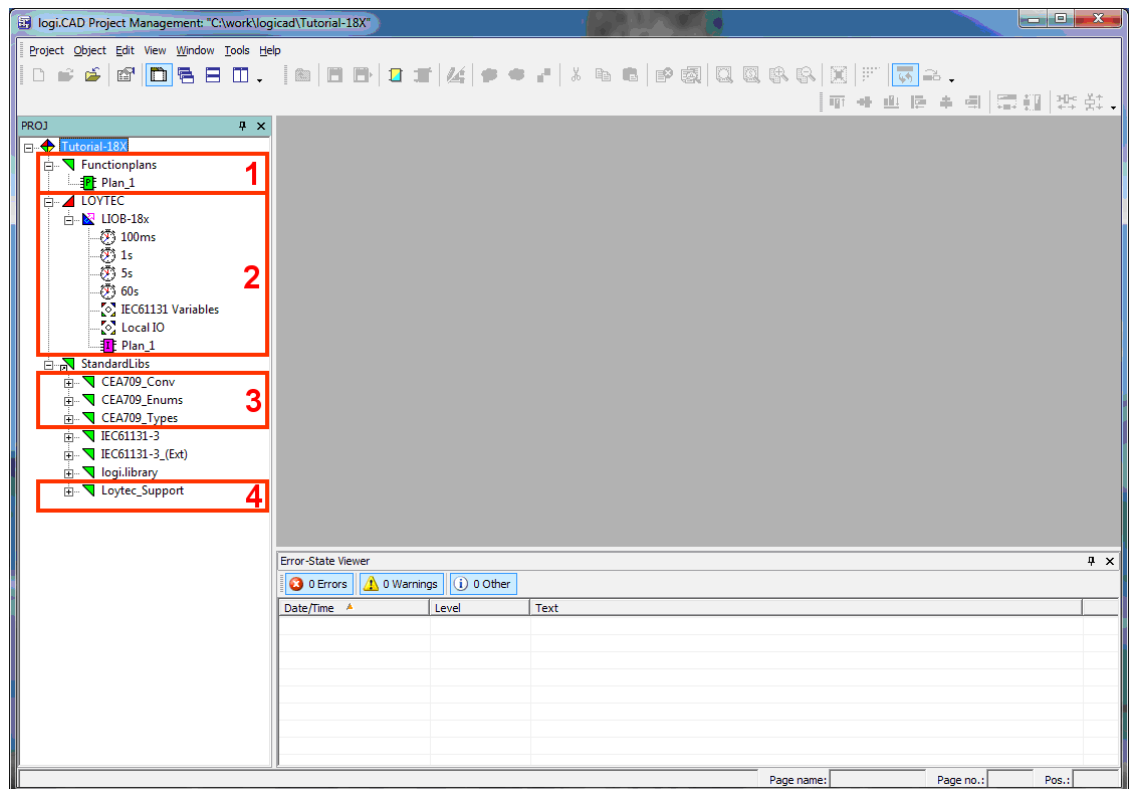 logi.CAD Project Management: "C:\work\logicad\Tutorial-18X"
Project Object Edit View Window Tools Help
PROJ
Tutorial-18X
Functionplans
Plan_1
1
LOYTEC
LIOB-18x
100ms
1s
5s
2
60s
IEC61131 Variables
Local IO
Plan_1
StandardLibs
CEA709_Conv
CEA709_Enums
3
CEA709_Types
IEC61131-3
IEC61131-3_(Ext)
logi.library
Loytec_Support
4
Error-State Viewer
0 Errors 0 Warnings 0 Other
Date/Time Level Text
Page name: Page no.: Pos.: